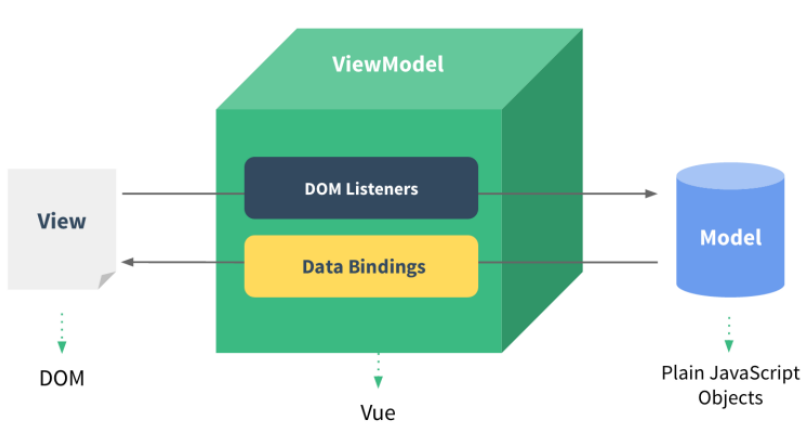 ViewModel
DOM Listeners
View
Model
Data Bindings
DOM
Plain JavaScript
Objects
Vue